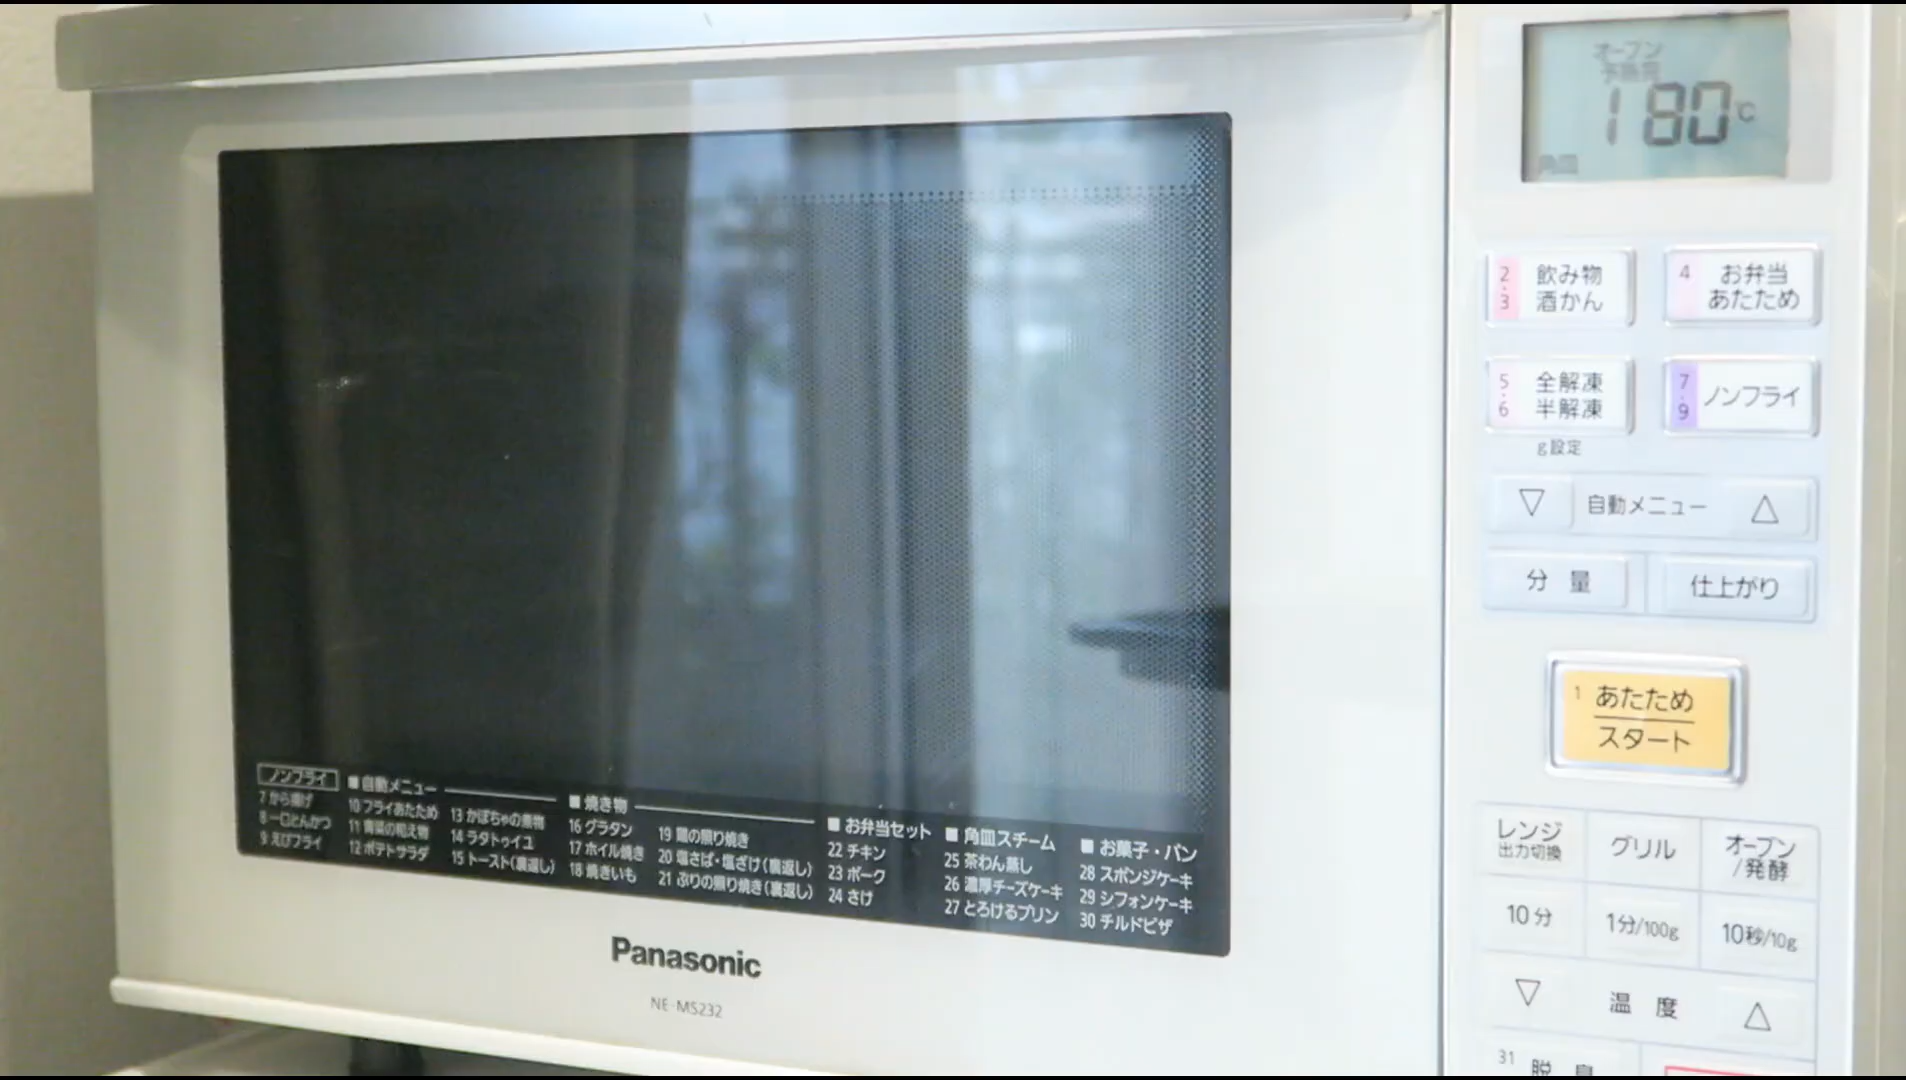 オーブン
予熱有
180℃
角皿
2・3 飲み物 酒かん
4 お弁当 あたため
5・6 全解凍 半解凍
g設定
7・9 ノンフライ
▽ 自動メニュー △
分量
仕上がり
1 あたため
スタート
レンジ 出力切換
グリル
オーブン /発酵
10分
1分/100g
10秒/10g
▽ 温度 △
31 脱臭
ノンフライ
7 から揚げ
8 一口とんかつ
9 えびフライ
■ 自動メニュー
10 フライあたため
11 青菜の和え物
12 ポテトサラダ
13 かぼちゃの煮物
14 ラタトゥイユ
15 トースト(裏返し)
■ 焼き物
16 グラタン
17 ホイル焼き
18 焼きいも
19 鶏の照り焼き
20 塩さば・塩ざけ(裏返し)
21 ぶりの照り焼き(裏返し)
■ お弁当セット
22 チキン
23 ポーク
24 さけ
■ 角皿スチーム
25 茶わん蒸し
26 濃厚チーズケーキ
27 とろけるプリン
■ お菓子・パン
28 スポンジケーキ
29 シフォンケーキ
30 チルドピザ
Panasonic
NE-MS232